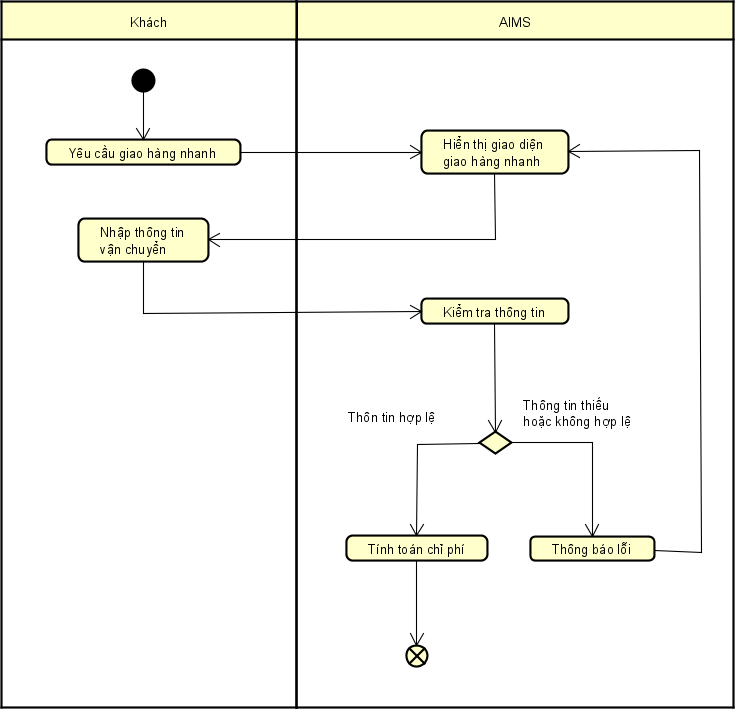 Khách
AIMS
Yêu cầu giao hàng nhanh
Hiển thị giao diện
giao hàng nhanh
Nhập thông tin
vận chuyển
Kiểm tra thông tin
Thôn tin hợp lệ
Thông tin thiếu
hoặc không hợp lệ
Tính toán chi phí
Thông báo lỗi